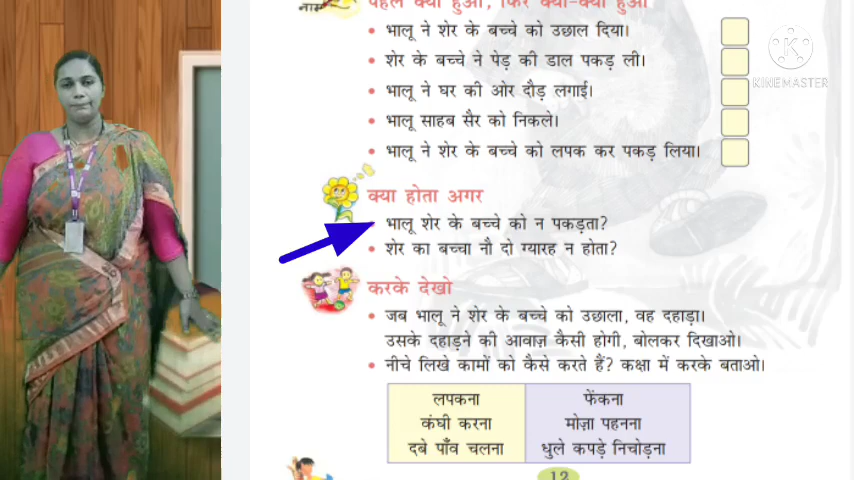 नाम
पहले क्या हुआ, फिर क्या-क्या हुआ
• भालू ने शेर के बच्चे को उछाल दिया।
• शेर के बच्चे ने पेड़ की डाल पकड़ ली।
• भालू ने घर की ओर दौड़ लगाई।
• भालू साहब सैर को निकले।
• भालू ने शेर के बच्चे को लपक कर पकड़ लिया।
KINEMASTER
क्या होता अगर
• भालू शेर के बच्चे को न पकड़ता?
• शेर का बच्चा नौ दो ग्यारह न होता?
करके देखो
• जब भालू ने शेर के बच्चे को उछाला, वह दहाड़ा।
उसके दहाड़ने की आवाज़ कैसी होगी, बोलकर दिखाओ।
• नीचे लिखे कामों को कैसे करते हैं? कक्षा में करके बताओ।
लपकना फेंकना
कंघी करना मोज़ा पहनना
दबे पाँव चलना धुले कपड़े निचोड़ना
12